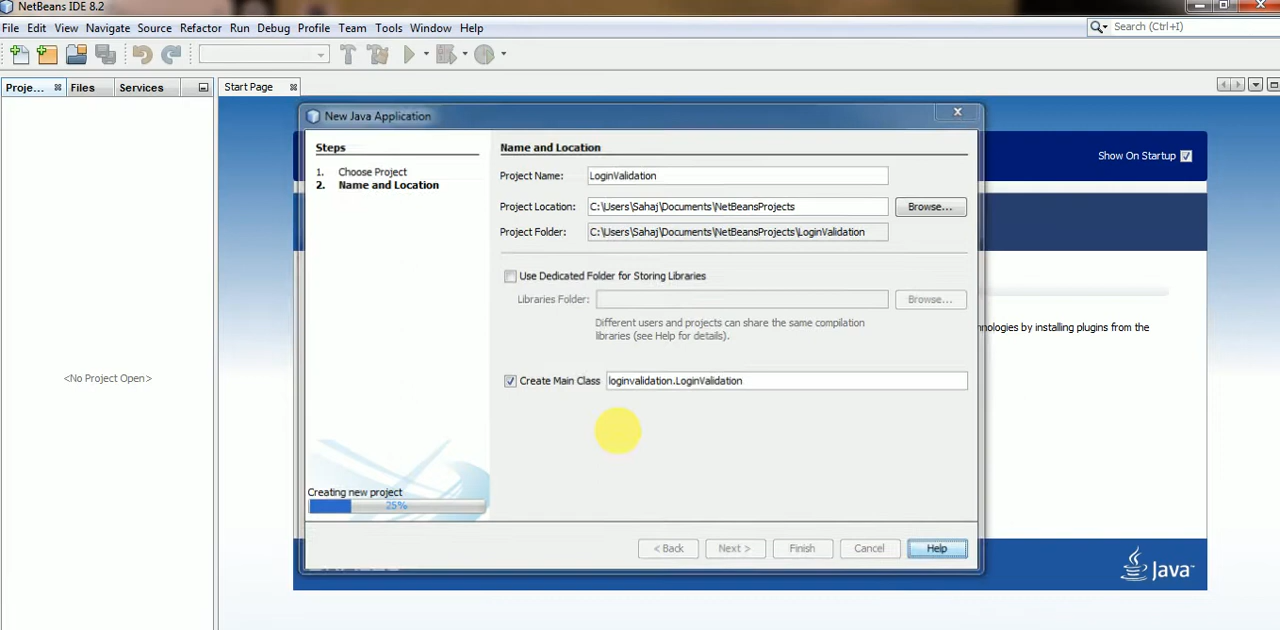 NetBeans IDE 8.2
File Edit View Navigate Source Refactor Run Debug Profile Team Tools Window Help
Search (Ctrl+I)
Proje... Files Services
Start Page
New Java Application
Steps
1. Choose Project
2. Name and Location
Name and Location
Project Name: LoginValidation
Project Location: C:\Users\Sahaj\Documents\NetBeansProjects Browse...
Project Folder: C:\Users\Sahaj\Documents\NetBeansProjects\LoginValidation
Use Dedicated Folder for Storing Libraries
Libraries Folder: Browse...
Different users and projects can share the same compilation
libraries (see Help for details).
Create Main Class loginvalidation.LoginValidation
Creating new project
25%
< Back Next > Finish Cancel Help
<No Project Open>
Show On Startup
nologies by installing plugins from the
Java™